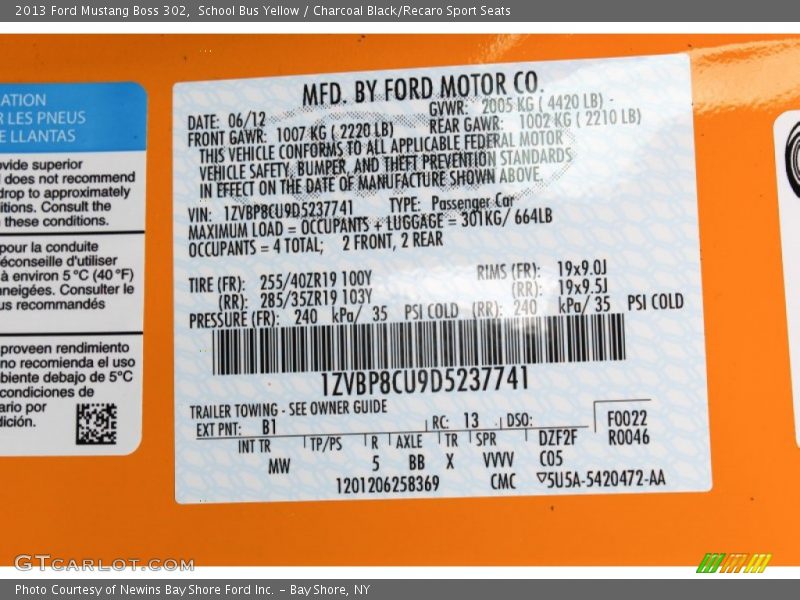 2013 Ford Mustang Boss 302, School Bus Yellow / Charcoal Black/Recaro Sport Seats
ATION
R LES PNEUS
E LLANTAS
ovide superior
does not recommend
drop to approximately
itions. Consult the
these conditions.
pour la conduite
éconseille d'utiliser
à environ 5°C (40°F)
nneigées. Consulter le
us recommandés
proveen rendimiento
no recomienda el uso
biente debajo de 5°C
condiciones de
ario por
dición.
MFD. BY FORD MOTOR CO.
DATE: 06/12 GVWR: 2005 KG ( 4420 LB)
FRONT GAWR: 1007 KG ( 2220 LB) REAR GAWR: 1002 KG ( 2210 LB)
THIS VEHICLE CONFORMS TO ALL APPLICABLE FEDERAL MOTOR
VEHICLE SAFETY, BUMPER, AND THEFT PREVENTION STANDARDS
IN EFFECT ON THE DATE OF MANUFACTURE SHOWN ABOVE.
VIN: 1ZVBP8CU9D5237741 TYPE: Passenger Car
MAXIMUM LOAD = OCCUPANTS + LUGGAGE = 301KG/ 664LB
OCCUPANTS = 4 TOTAL; 2 FRONT, 2 REAR
TIRE (FR): 255/40ZR19 100Y RIMS (FR): 19x9.0J
(RR): 285/35ZR19 103Y (RR): 19x9.5J
PRESSURE (FR): 240 kPa/ 35 PSI COLD (RR): 240 kPa/ 35 PSI COLD
1ZVBP8CU9D5237741
TRAILER TOWING - SEE OWNER GUIDE
EXT PNT: B1 RC: 13 DSO: F0022
INT TR TP/PS R AXLE TR SPR DZF2F R0046
MW 5 BB X VVVV C05
1201206258369 CMC ▽5U5A-5420472-AA
GTCARLOT.COM
Photo Courtesy of Newins Bay Shore Ford Inc. - Bay Shore, NY